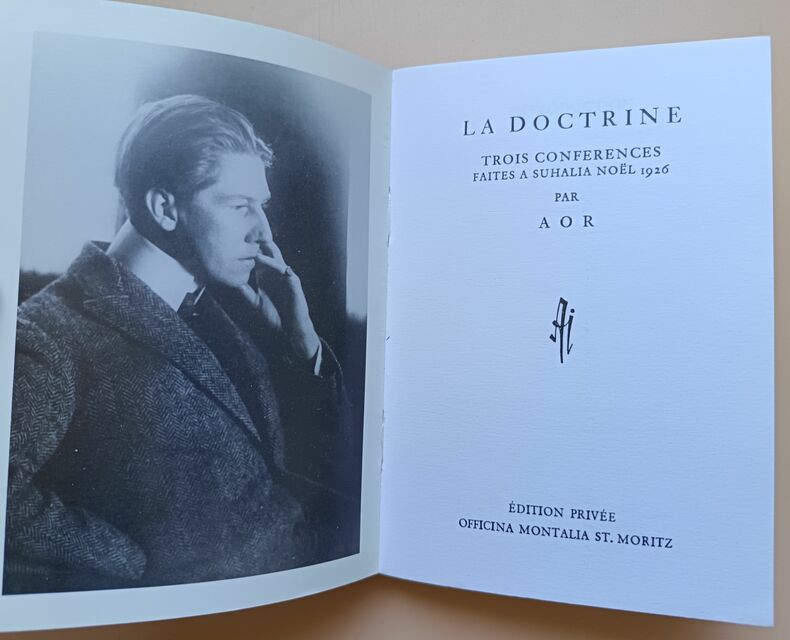 LA DOCTRINE
TROIS CONFERENCES
FAITES A SUHALIA NOËL 1926
PAR
AOR
ÉDITION PRIVÉE
OFFICINA MONTALIA ST. MORITZ